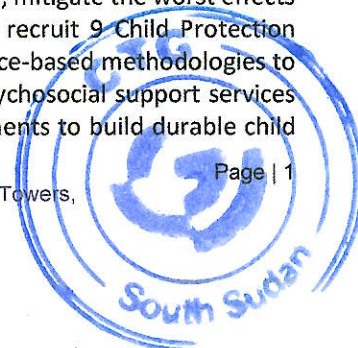 , mitigate the worst effects
recruit 9 Child Protection
ce-based methodologies to
ychosocial support services
ments to build durable child
Page | 1
Towers,
CTG
South Sudan